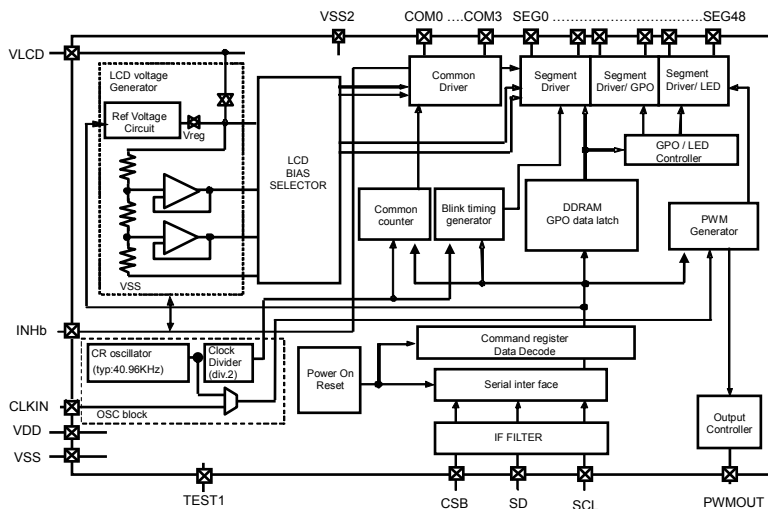 VSS2
COM0 ....COM3
SEG0 ........................ SEG48
VLCD
LCD voltage
Generator
Ref Voltage
Circuit
Vreg
LCD
BIAS
SELECTOR
Common
Driver
Segment
Driver
Segment
Driver/ GPO
Segment
Driver/ LED
GPO / LED
Controller
Common
counter
Blink timing
generator
DDRAM
GPO data latch
PWM
Generator
VSS
INHb
CR oscillator
(typ:40.96KHz)
Clock
Divider
(div.2)
OSC block
Power On
Reset
Command register
Data Decode
Serial inter face
IF FILTER
Output
Controller
CLKIN
VDD
VSS
TEST1
CSB
SD
SCL
PWMOUT